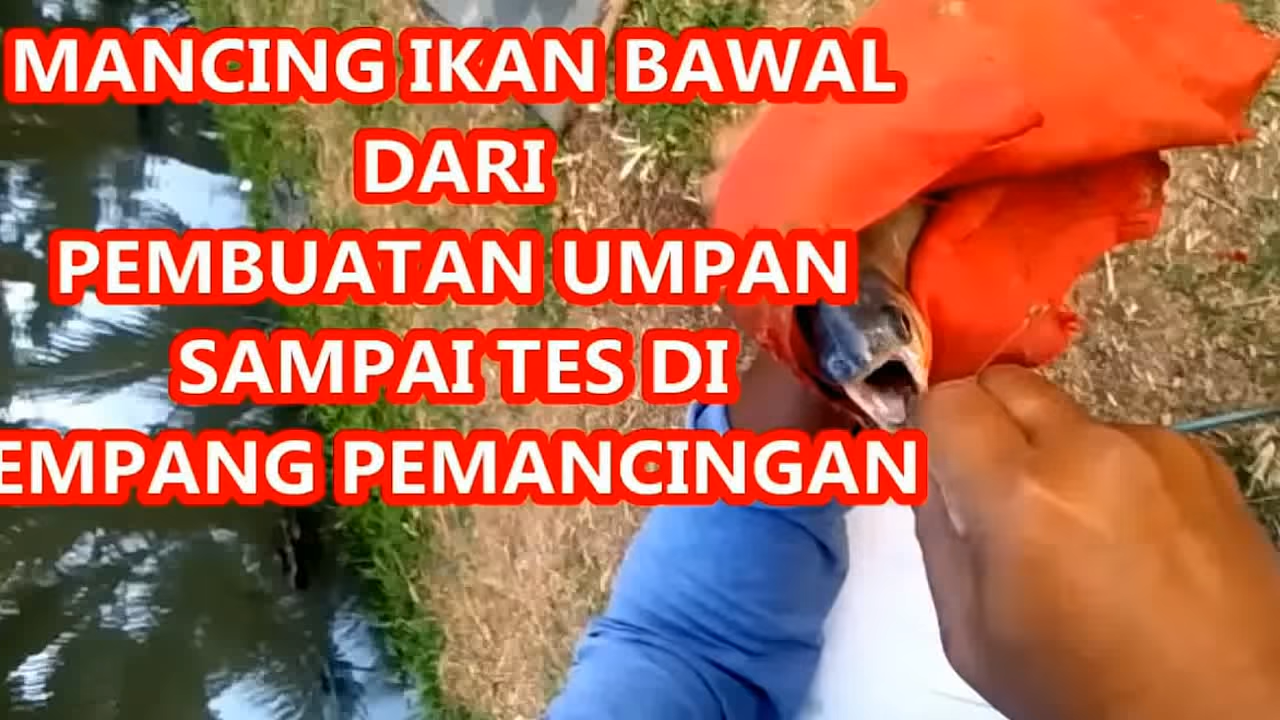 MANCING IKAN BAWAL
DARI
PEMBUATAN UMPAN
SAMPAI TES DI
EMPANG PEMANCINGAN